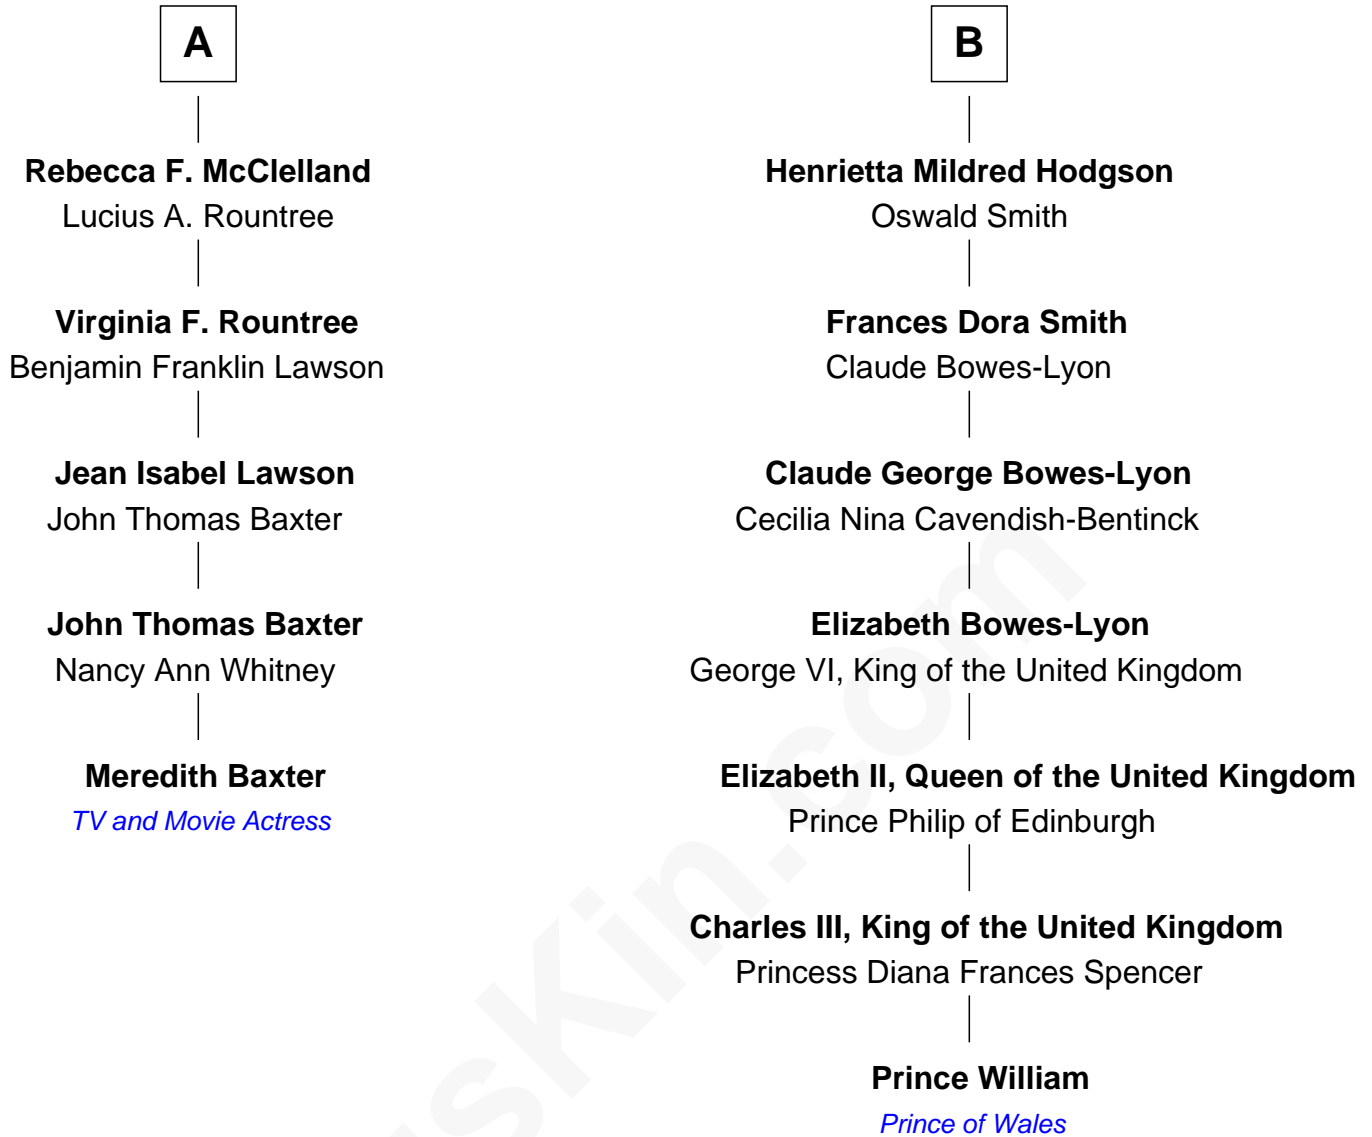 A
Rebecca F. McClelland
Lucius A. Rountree
Virginia F. Rountree
Benjamin Franklin Lawson
Jean Isabel Lawson
John Thomas Baxter
John Thomas Baxter
Nancy Ann Whitney
Meredith Baxter
TV and Movie Actress
B
Henrietta Mildred Hodgson
Oswald Smith
Frances Dora Smith
Claude Bowes-Lyon
Claude George Bowes-Lyon
Cecilia Nina Cavendish-Bentinck
Elizabeth Bowes-Lyon
George VI, King of the United Kingdom
Elizabeth II, Queen of the United Kingdom
Prince Philip of Edinburgh
Charles III, King of the United Kingdom
Princess Diana Frances Spencer
Prince William
Prince of Wales
sKin.com